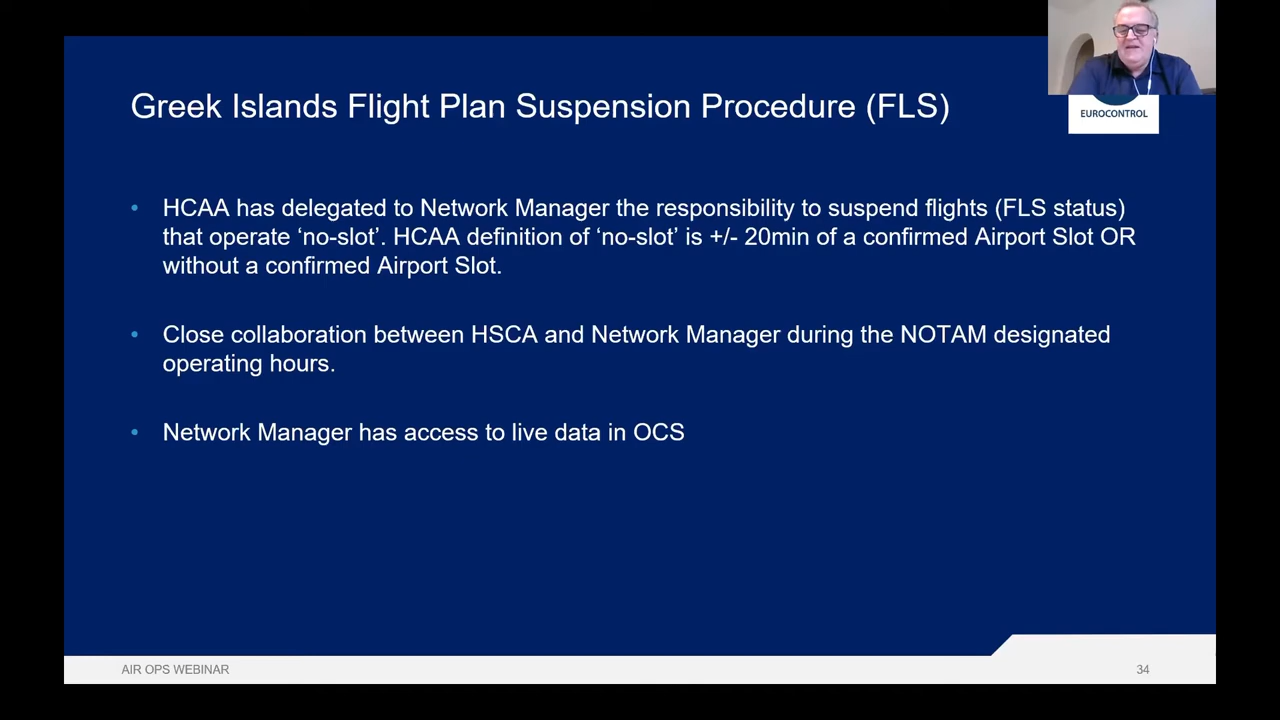 Greek Islands Flight Plan Suspension Procedure (FLS)
EUROCONTROL
• HCAA has delegated to Network Manager the responsibility to suspend flights (FLS status)
that operate ‘no-slot’. HCAA definition of ‘no-slot’ is +/- 20min of a confirmed Airport Slot OR
without a confirmed Airport Slot.
• Close collaboration between HSCA and Network Manager during the NOTAM designated
operating hours.
• Network Manager has access to live data in OCS
AIR OPS WEBINAR
34